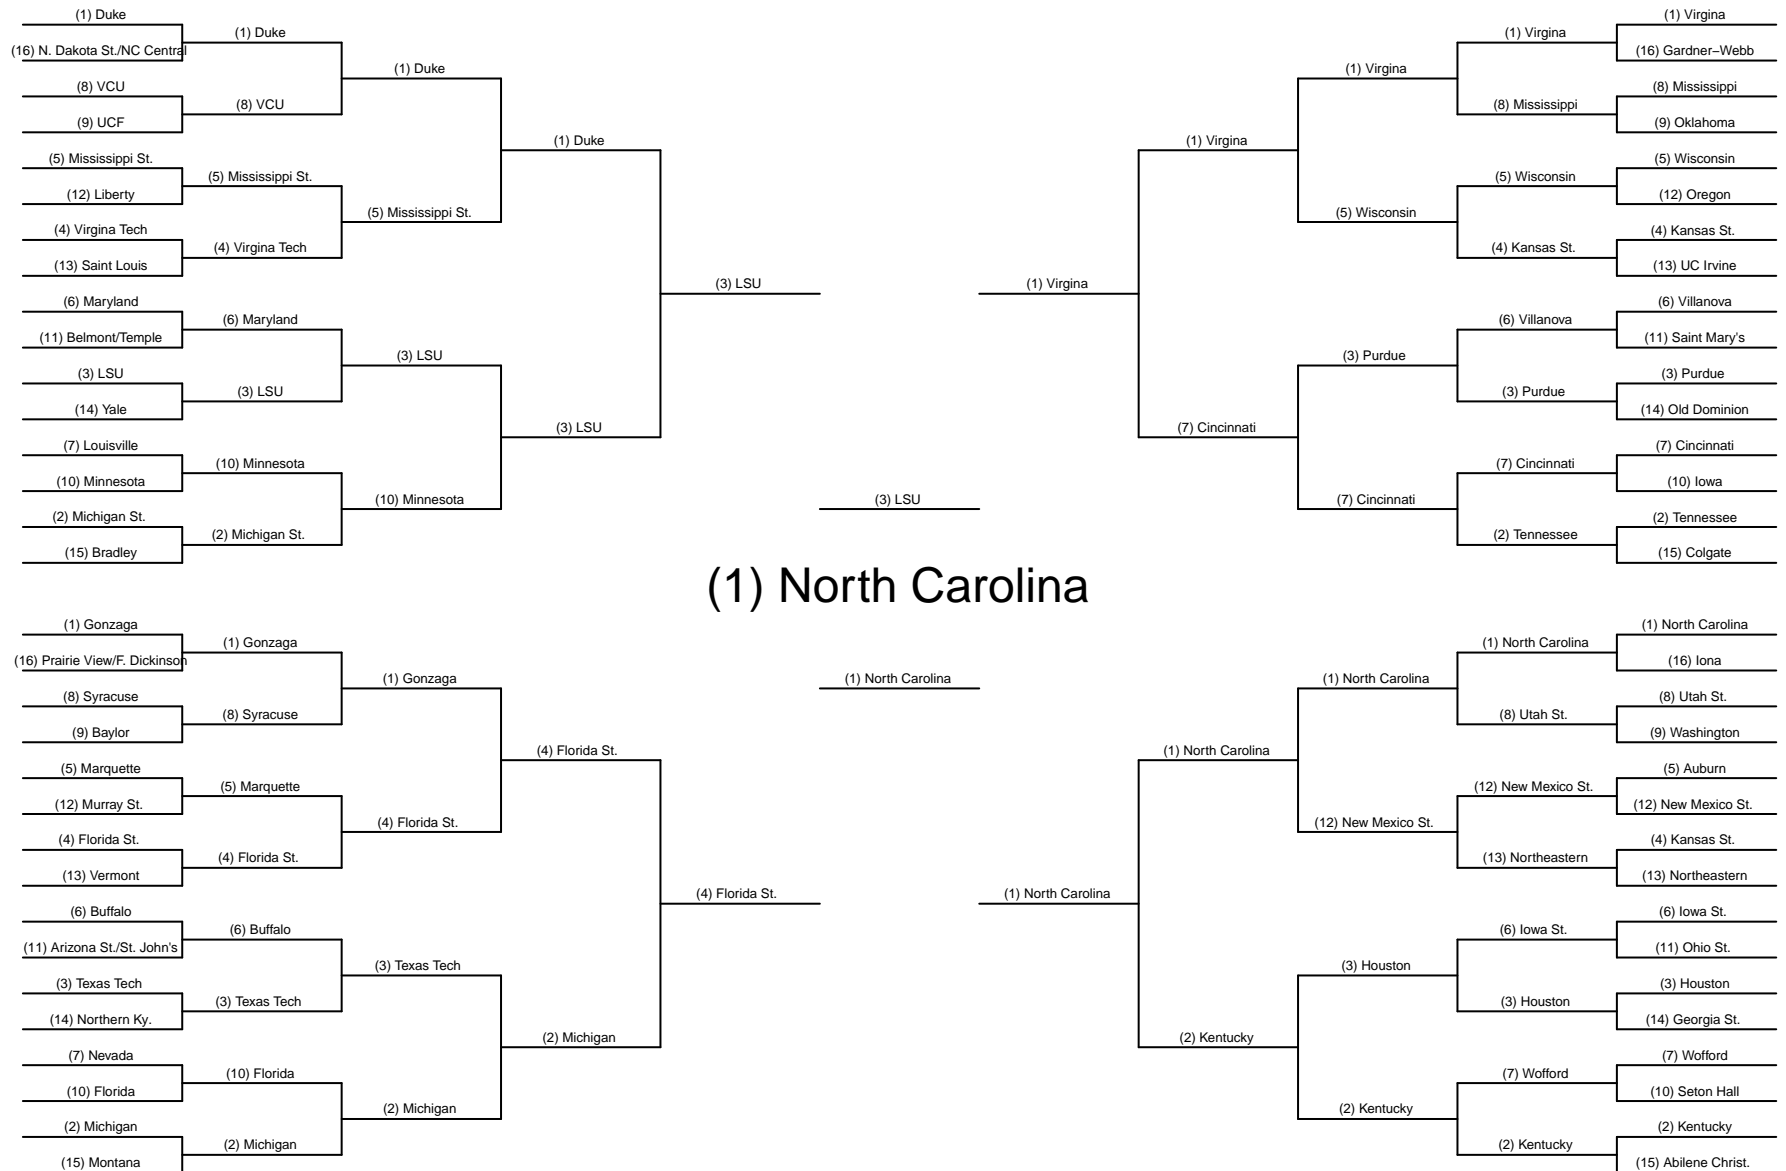 (1) Duke
(16) N. Dakota St./NC Central
(8) VCU
(9) UCF
(5) Mississippi St.
(12) Liberty
(4) Virgina Tech
(13) Saint Louis
(6) Maryland
(11) Belmont/Temple
(3) LSU
(14) Yale
(7) Louisville
(10) Minnesota
(2) Michigan St.
(15) Bradley
(1) Duke
(8) VCU
(5) Mississippi St.
(4) Virgina Tech
(6) Maryland
(3) LSU
(10) Minnesota
(2) Michigan St.
(1) Duke
(5) Mississippi St.
(3) LSU
(10) Minnesota
(1) Duke
(3) LSU
(3) LSU
(3) LSU
(1) Virgina
(1) Virgina
(7) Cincinnati
(1) Virgina
(5) Wisconsin
(3) Purdue
(7) Cincinnati
(1) Virgina
(8) Mississippi
(5) Wisconsin
(4) Kansas St.
(6) Villanova
(3) Purdue
(7) Cincinnati
(2) Tennessee
(1) Virgina
(16) Gardner–Webb
(8) Mississippi
(9) Oklahoma
(5) Wisconsin
(12) Oregon
(4) Kansas St.
(13) UC Irvine
(6) Villanova
(11) Saint Mary's
(3) Purdue
(14) Old Dominion
(7) Cincinnati
(10) Iowa
(2) Tennessee
(15) Colgate
(1) North Carolina
(1) Gonzaga
(16) Prairie View/F. Dickinson
(8) Syracuse
(9) Baylor
(5) Marquette
(12) Murray St.
(4) Florida St.
(13) Vermont
(6) Buffalo
(11) Arizona St./St. John's
(3) Texas Tech
(14) Northern Ky.
(7) Nevada
(10) Florida
(2) Michigan
(15) Montana
(1) Gonzaga
(8) Syracuse
(5) Marquette
(4) Florida St.
(6) Buffalo
(3) Texas Tech
(10) Florida
(2) Michigan
(1) Gonzaga
(4) Florida St.
(3) Texas Tech
(2) Michigan
(4) Florida St.
(2) Michigan
(4) Florida St.
(1) North Carolina
(1) North Carolina
(1) North Carolina
(2) Kentucky
(1) North Carolina
(12) New Mexico St.
(3) Houston
(2) Kentucky
(1) North Carolina
(8) Utah St.
(12) New Mexico St.
(13) Northeastern
(6) Iowa St.
(3) Houston
(7) Wofford
(2) Kentucky
(1) North Carolina
(16) Iona
(8) Utah St.
(9) Washington
(5) Auburn
(12) New Mexico St.
(4) Kansas St.
(13) Northeastern
(6) Iowa St.
(11) Ohio St.
(3) Houston
(14) Georgia St.
(7) Wofford
(10) Seton Hall
(2) Kentucky
(15) Abilene Christ.